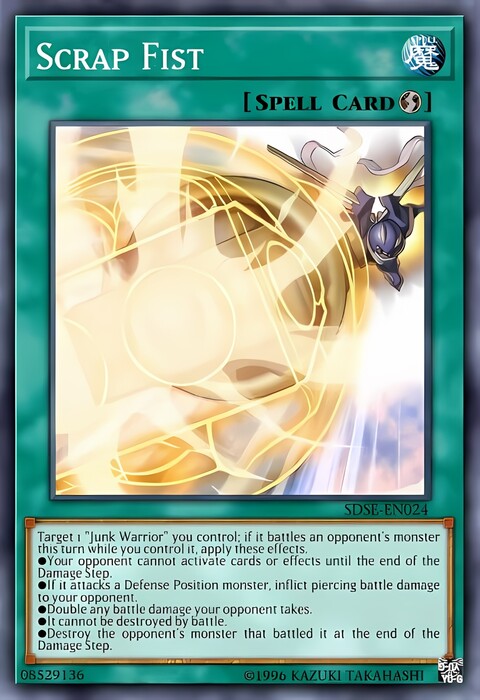 SCRAP FIST
[SPELL CARD]
SDSE-EN024
Target 1 "Junk Warrior" you control; if it battles an opponent's monster
this turn while you control it, apply these effects.
●Your opponent cannot activate cards or effects until the end of the
Damage Step.
●If it attacks a Defense Position monster, inflict piercing battle damage
to your opponent.
●Double any battle damage your opponent takes.
●It cannot be destroyed by battle.
●Destroy the opponent's monster that battled it at the end of the
Damage Step.
08529136
©1996 KAZUKI TAKAHASHI